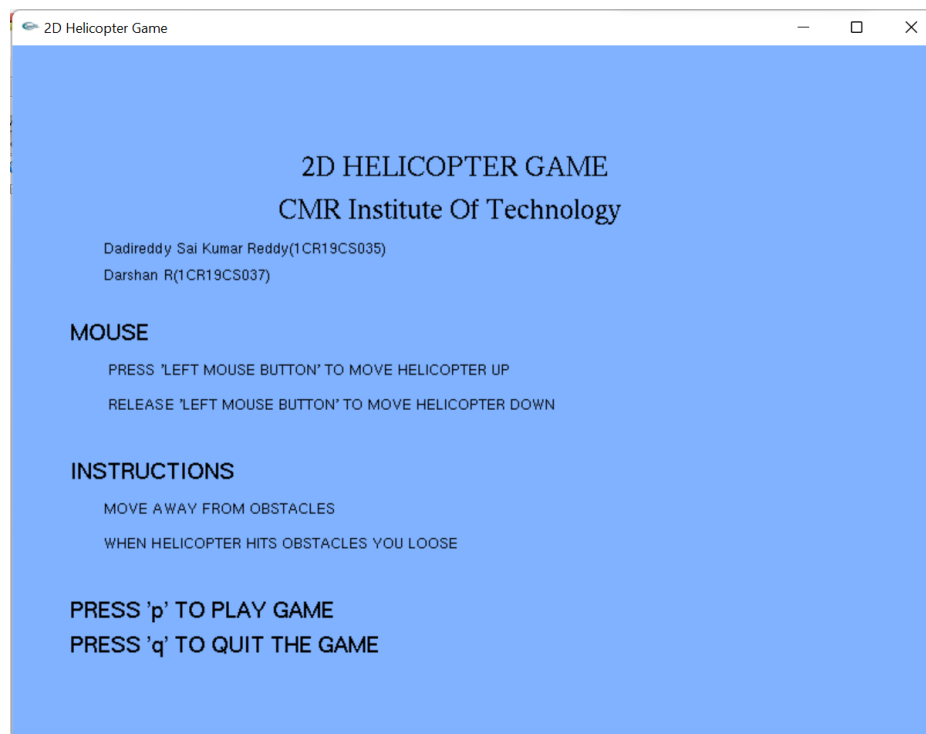 2D Helicopter Game
2D HELICOPTER GAME
CMR Institute Of Technology
Dadireddy Sai Kumar Reddy(1CR19CS035)
Darshan R(1CR19CS037)
MOUSE
PRESS 'LEFT MOUSE BUTTON' TO MOVE HELICOPTER UP
RELEASE 'LEFT MOUSE BUTTON' TO MOVE HELICOPTER DOWN
INSTRUCTIONS
MOVE AWAY FROM OBSTACLES
WHEN HELICOPTER HITS OBSTACLES YOU LOOSE
PRESS 'p' TO PLAY GAME
PRESS 'q' TO QUIT THE GAME